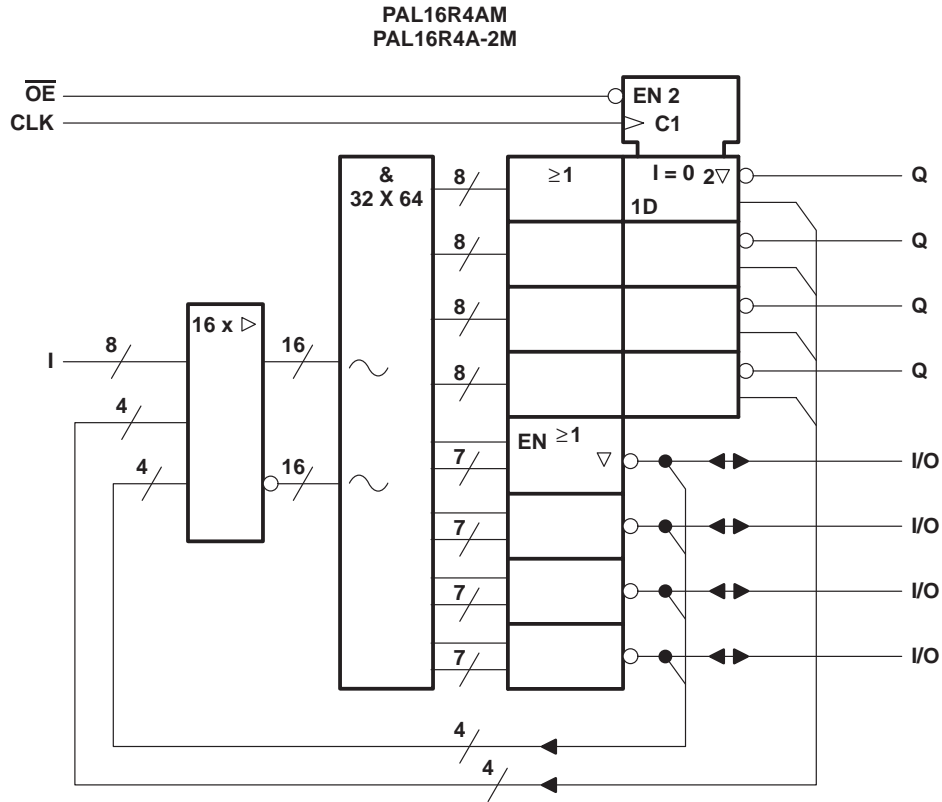 PAL16R4AM
PAL16R4A-2M
OE
EN 2
CLK
C1
&
32 X 64
8
≥1
I = 0 2▽
Q
1D
8
Q
8
Q
16 x ▷
I
8
16
8
Q
4
EN ≥1
▽
7
I/O
4
16
7
I/O
7
I/O
7
I/O
4
4